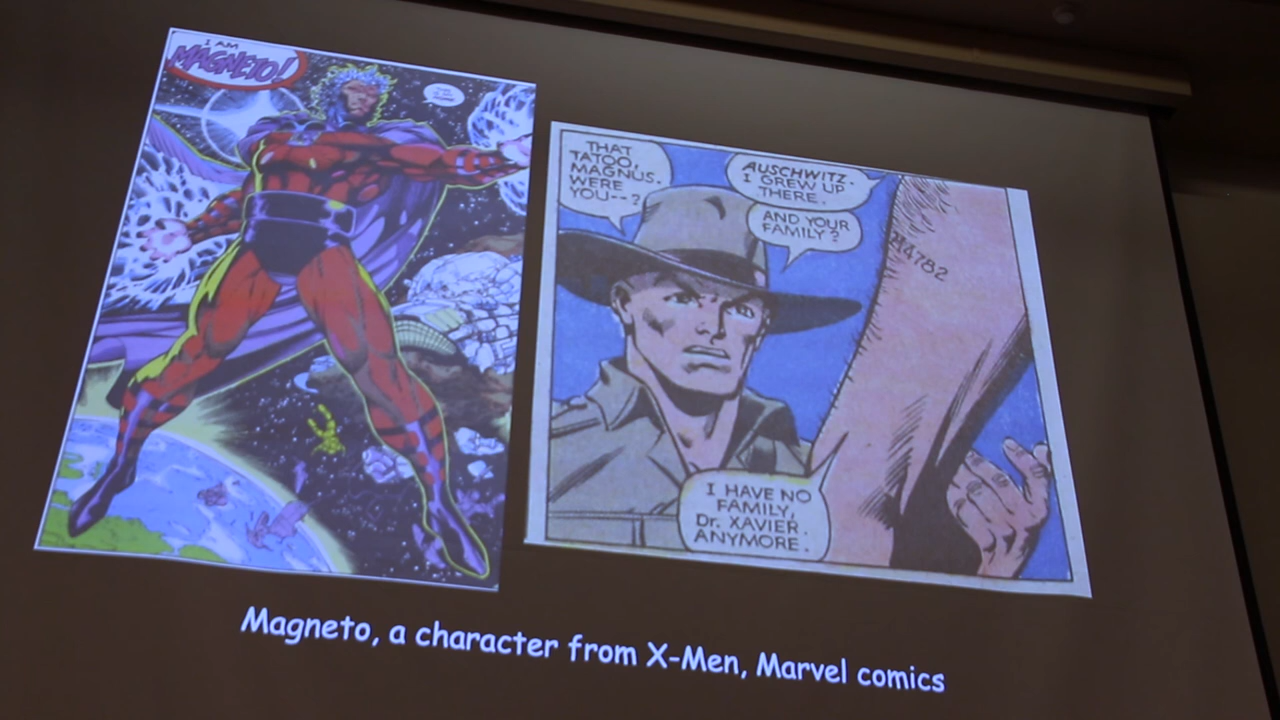 I AM
MAGNETO!
THAT
TATOO,
MAGNUS.
WERE
YOU--?
AUSCHWITZ.
I GREW UP
THERE.
AND YOUR
FAMILY?
214782
I HAVE NO
FAMILY,
Dr. XAVIER.
ANYMORE.
Magneto, a character from X-Men, Marvel comics